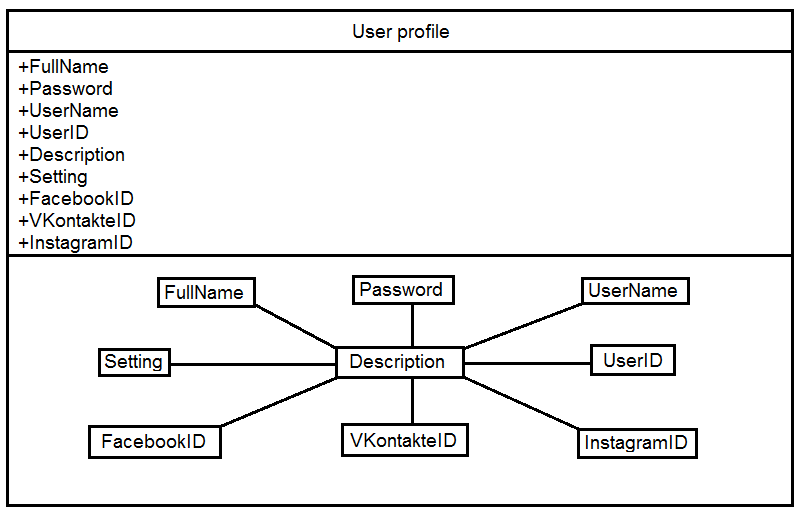 User profile
+FullName
+Password
+UserName
+UserID
+Description
+Setting
+FacebookID
+VKontakteID
+InstagramID
FullName
Password
UserName
Setting
Description
UserID
FacebookID
VKontakteID
InstagramID